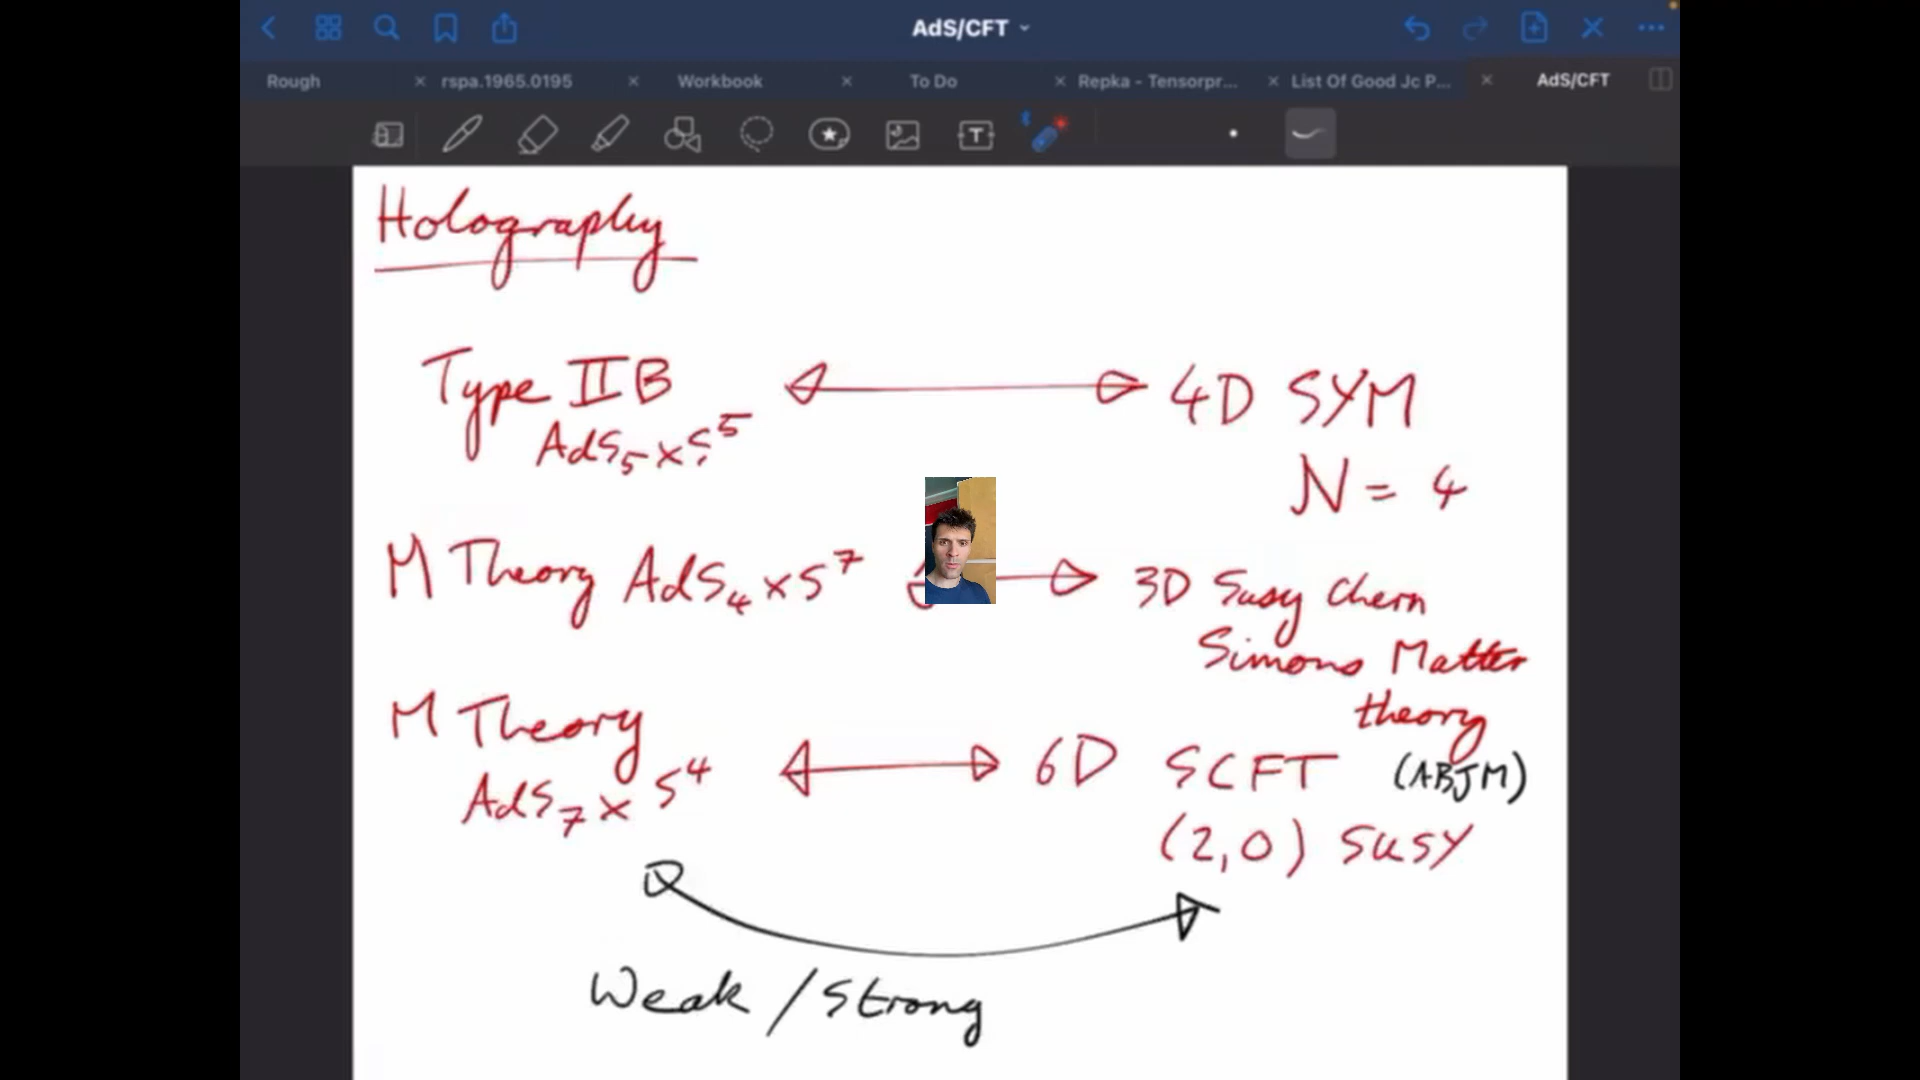 AdS/CFT
Rough
rspa.1965.0195
Workbook
To Do
Repka - Tensorpr...
List Of Good Jc P...
AdS/CFT
Holography
Type IIB
AdS₅ x S⁵
4D SYM
N = 4
M Theory AdS₄ x S⁷
3D Susy Chern
Simons Matter
theory
(ABJM)
M Theory
AdS₇ x S⁴
6D SCFT
(2,0) SUSY
Weak / Strong